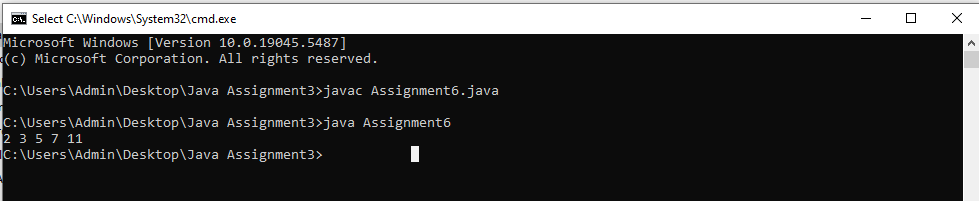 Select C:\Windows\System32\cmd.exe
Microsoft Windows [Version 10.0.19045.5487]
(c) Microsoft Corporation. All rights reserved.
C:\Users\Admin\Desktop\Java Assignment3>javac Assignment6.java
C:\Users\Admin\Desktop\Java Assignment3>java Assignment6
2 3 5 7 11
C:\Users\Admin\Desktop\Java Assignment3>